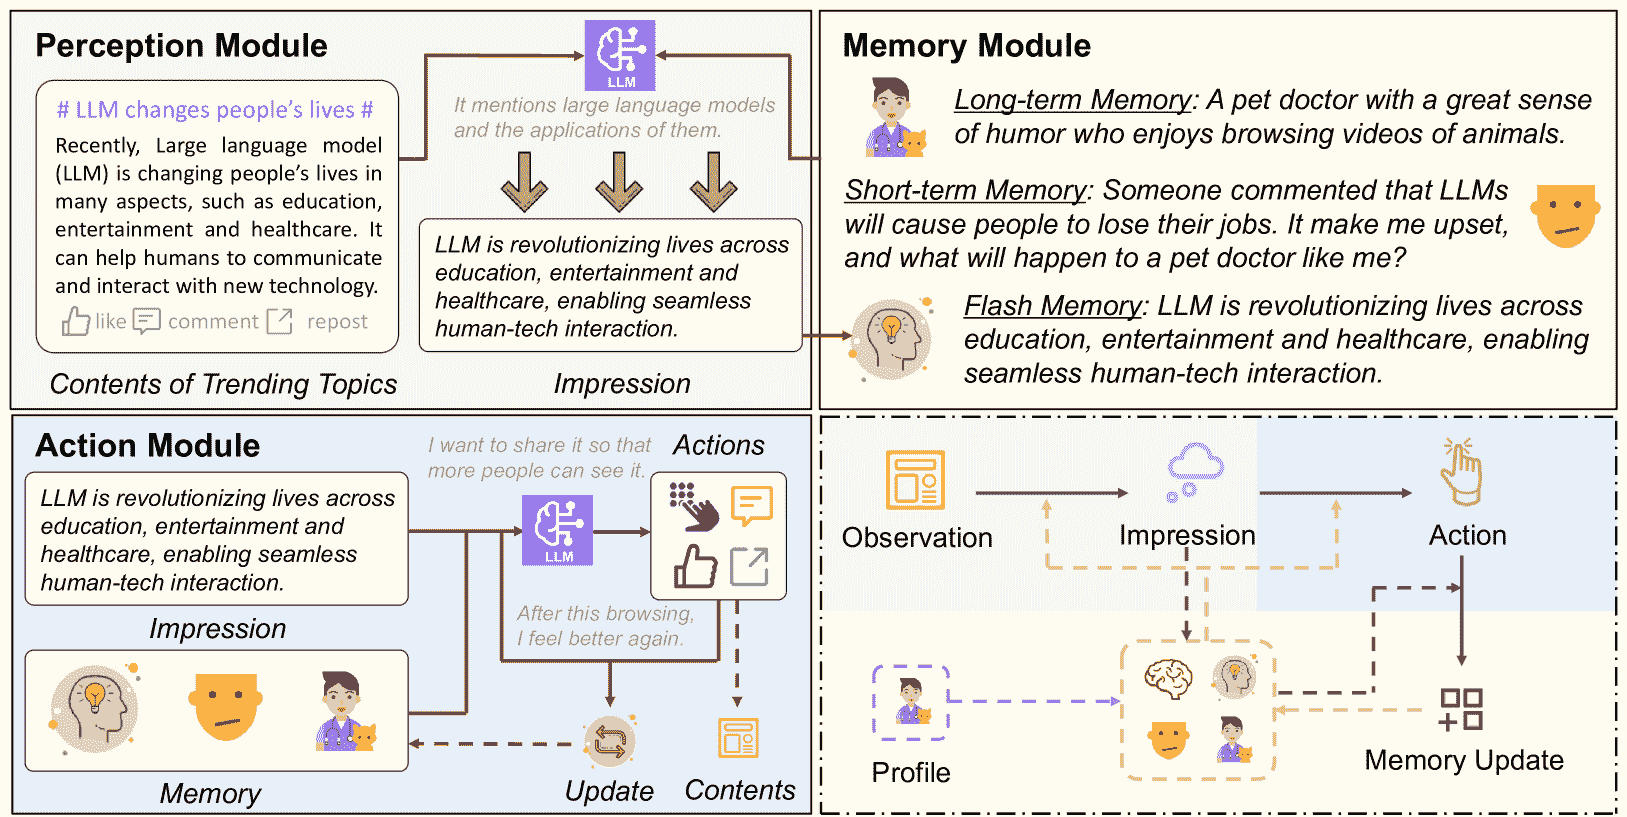 Perception Module
# LLM changes people's lives #
Recently, Large language model
(LLM) is changing people's lives in
many aspects, such as education,
entertainment and healthcare. It
can help humans to communicate
and interact with new technology.
like comment repost
Contents of Trending Topics
LLM
It mentions large language models
and the applications of them.
LLM is revolutionizing lives across
education, entertainment and
healthcare, enabling seamless
human-tech interaction.
Impression
Memory Module
Long-term Memory: A pet doctor with a great sense
of humor who enjoys browsing videos of animals.
Short-term Memory: Someone commented that LLMs
will cause people to lose their jobs. It make me upset,
and what will happen to a pet doctor like me?
Flash Memory: LLM is revolutionizing lives across
education, entertainment and healthcare, enabling
seamless human-tech interaction.
Action Module
LLM is revolutionizing lives across
education, entertainment and
healthcare, enabling seamless
human-tech interaction.
Impression
Memory
I want to share it so that
more people can see it.
LLM
Actions
After this browsing,
I feel better again.
Update
Contents
Observation
Impression
Action
Profile
Memory Update